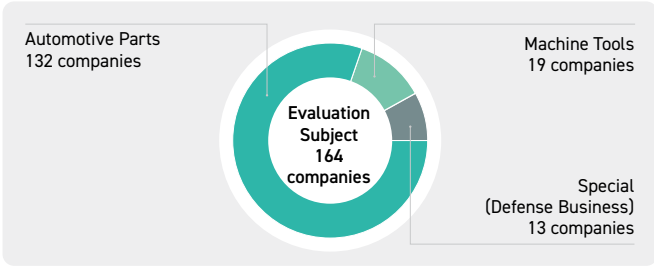 Automotive Parts
132 companies
Machine Tools
19 companies
Evaluation
Subject
164
companies
Special
(Defense Business)
13 companies